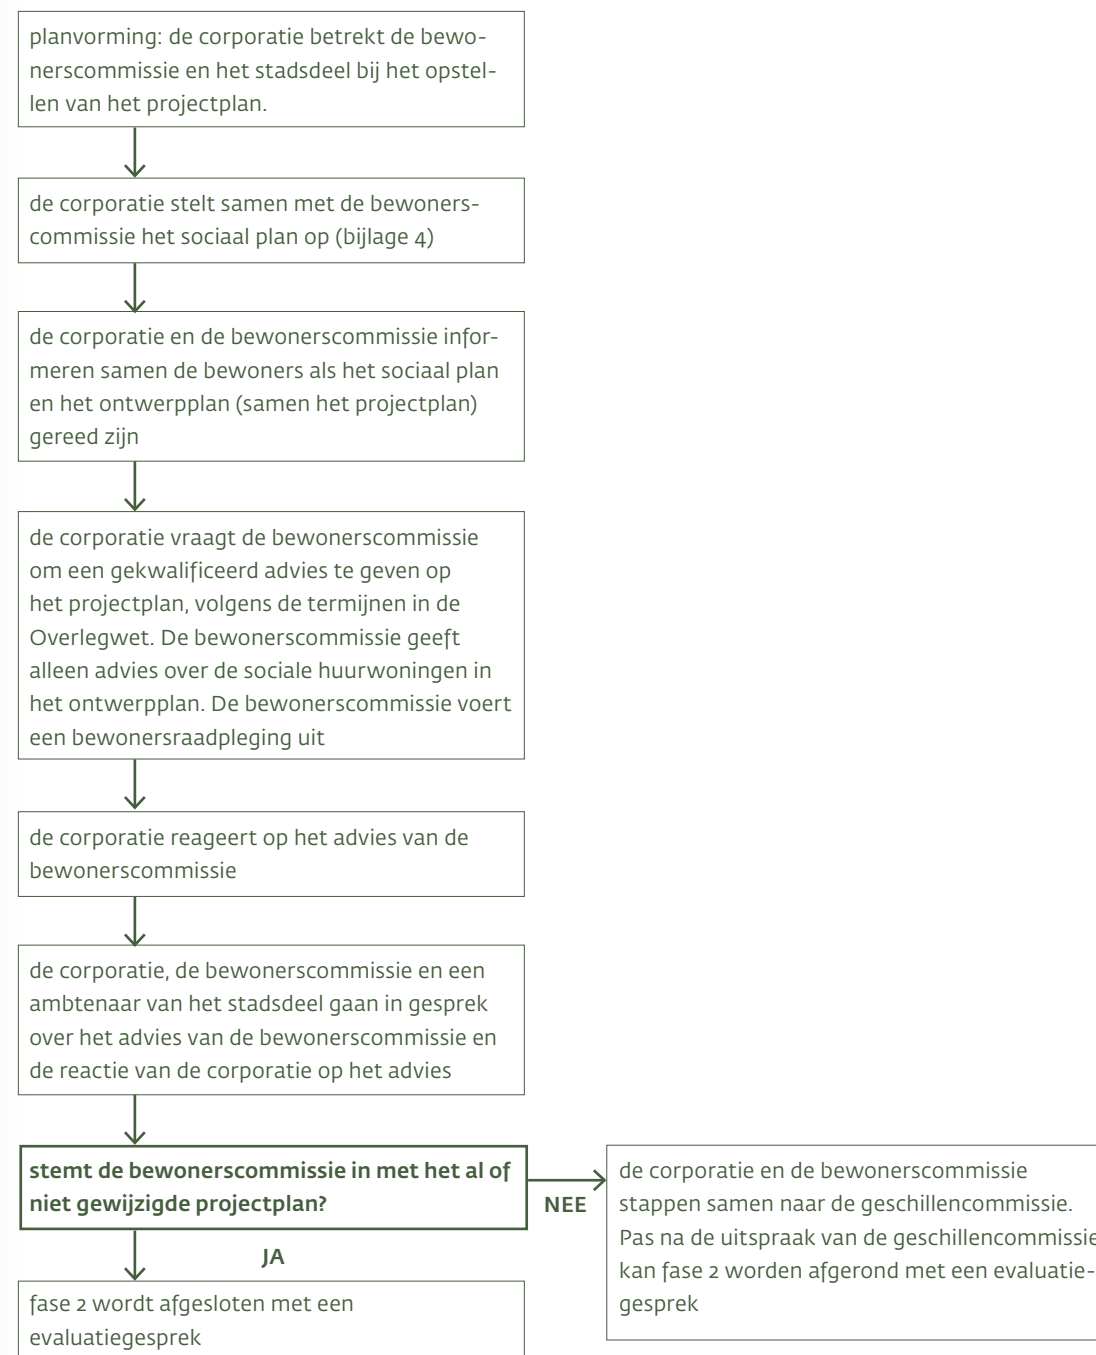 planvorming: de corporatie betrekt de bewo-
nerscommissie en het stadsdeel bij het opstel-
len van het projectplan.
de corporatie stelt samen met de bewoners-
commissie het sociaal plan op (bijlage 4)
de corporatie en de bewonerscommissie infor-
meren samen de bewoners als het sociaal plan
en het ontwerpplan (samen het projectplan)
gereed zijn
de corporatie vraagt de bewonerscommissie
om een gekwalificeerd advies te geven op
het projectplan, volgens de termijnen in de
Overlegwet. De bewonerscommissie geeft
alleen advies over de sociale huurwoningen in
het ontwerpplan. De bewonerscommissie voert
een bewonersraadpleging uit
de corporatie reageert op het advies van de
bewonerscommissie
de corporatie, de bewonerscommissie en een
ambtenaar van het stadsdeel gaan in gesprek
over het advies van de bewonerscommissie en
de reactie van de corporatie op het advies
stemt de bewonerscommissie in met het al of
niet gewijzigde projectplan?
NEE
de corporatie en de bewonerscommissie
stappen samen naar de geschillencommissie.
Pas na de uitspraak van de geschillencommissie
kan fase 2 worden afgerond met een evaluatie-
gesprek
JA
fase 2 wordt afgesloten met een
evaluatiegesprek